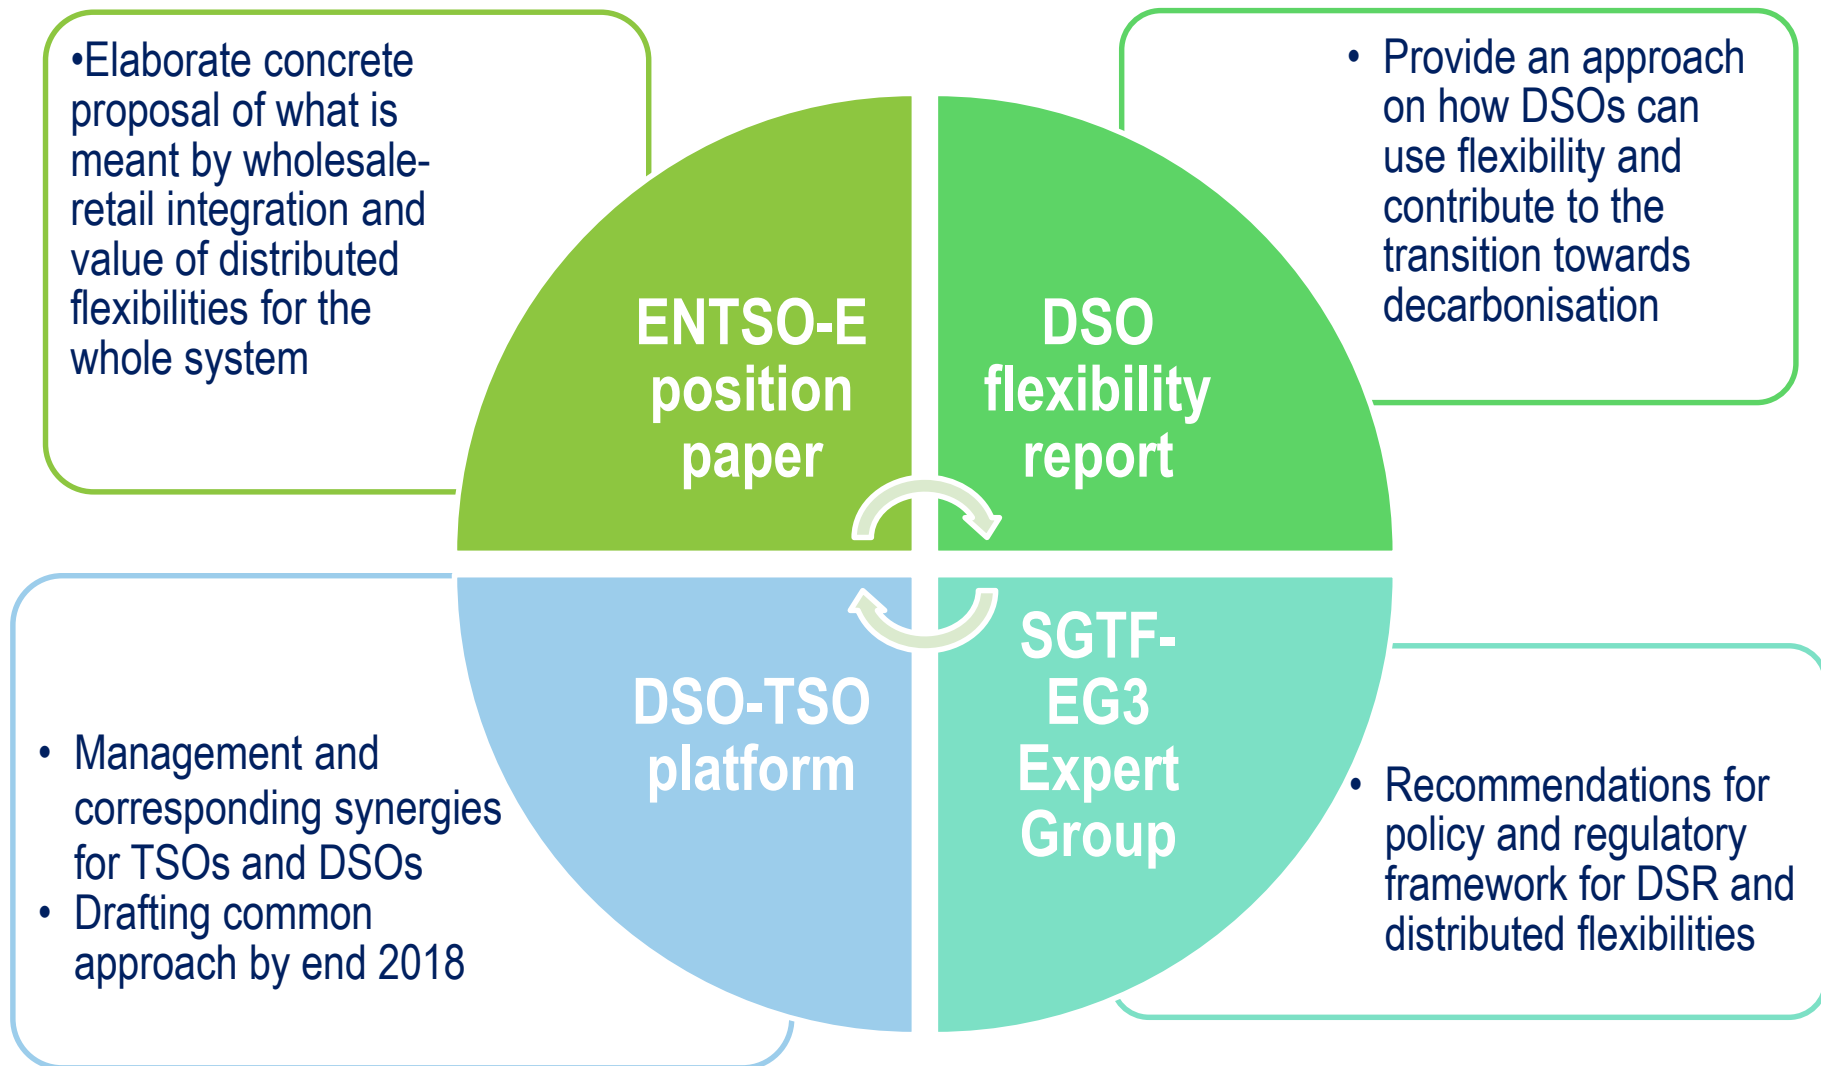 •Elaborate concrete
proposal of what is
meant by wholesale-
retail integration and
value of distributed
flexibilities for the
whole system
• Provide an approach
on how DSOs can
use flexibility and
contribute to the
transition towards
decarbonisation
ENTSO-E
position
paper
DSO
flexibility
report
DSO-TSO
platform
SGTF-
EG3
Expert
Group
• Management and
corresponding synergies
for TSOs and DSOs
• Drafting common
approach by end 2018
• Recommendations for
policy and regulatory
framework for DSR and
distributed flexibilities